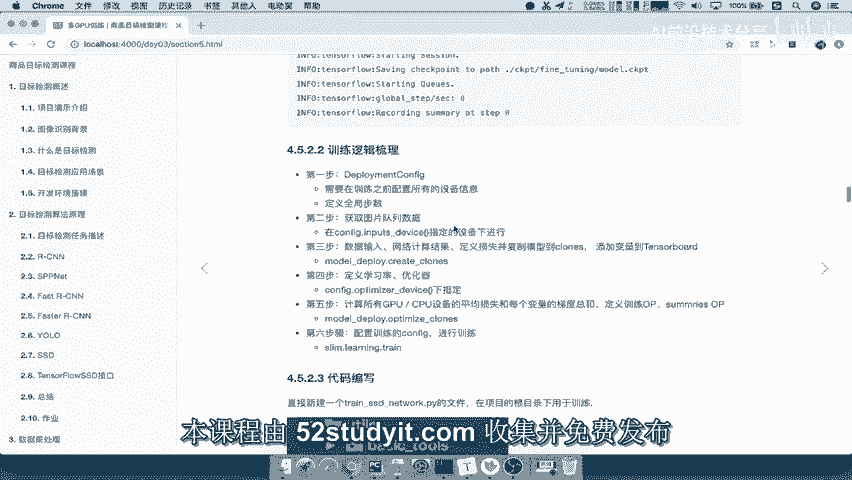 Chrome 文件 修改 视图 历史记录 书签 其他人 电动窗 帮助
100%
多GPU训练 | 商品目标检测课程
localhost:4000/day03/section5.html
商品目标检测课程
1. 目标检测概述
1.1. 项目演示介绍
1.2. 图像识别背景
1.3. 什么是目标检测
1.4. 目标检测应用场景
1.5. 开发环境搭建
2. 目标检测算法原理
2.1. 目标检测任务描述
2.2. R-CNN
2.3. SPPNet
2.4. Fast R-CNN
2.5. Faster R-CNN
2.6. YOLO
2.7. SSD
2.8. TensorFlowSSD接口
2.9. 总结
2.10. 作业
3. 数据集处理
INFO:tensorflow:Starting Session.
INFO:tensorflow:Saving checkpoint to path ./ckpt/fine_tuning/model.ckpt
INFO:tensorflow:Starting Queues.
INFO:tensorflow:global_step/sec: 0
INFO:tensorflow:Recording summary at step 0
4.5.2.2 训练逻辑梳理
第一步：DeploymentConfig
需要在训练之前配置所有的设备信息
定义全局步数
第二步：获取图片队列数据
在config.inputs_device()指定的设备下进行
第三步：数据输入、网络计算结果、定义损失并复制模型到clones， 添加变量到Tensorboard
model_deploy.create_clones
第四步：定义学习率、优化器
config.optimizer_device()下指定
第五步：计算所有GPU / CPU设备的平均损失和每个变量的梯度总和、定义训练OP、summries OP
model_deploy.optimize_clones
第六步骤：配置训练的config，进行训练
slim.learning.train
4.5.2.3 代码编写
直接新建一个train_ssd_network.py的文件，在项目的根目录下用于训练.
basic_tools
本课程由 52studyit.com 收集并免费发布